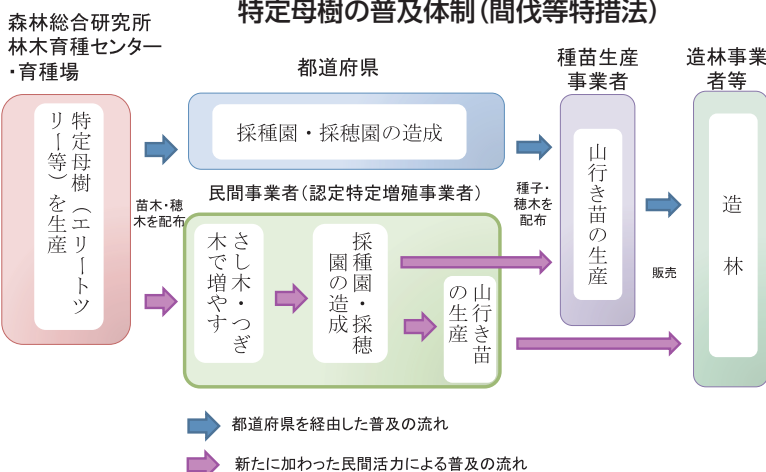 特定母樹の普及体制（間伐等特措法）
森林総合研究所
林木育種センター
・育種場
特定母樹（エリートツ
リー等）を生産
苗木・穂
木を配布
都道府県
採種園・採穂園の造成
民間事業者（認定特定増殖事業者）
さし木・つぎ
木で増やす
採種園・採穂
園の造成
山行き苗
の生産
種子・
穂木を
配布
種苗生産
事業者
山行き苗の生産
販売
造林事業
者等
造　林
都道府県を経由した普及の流れ
新たに加わった民間活力による普及の流れ